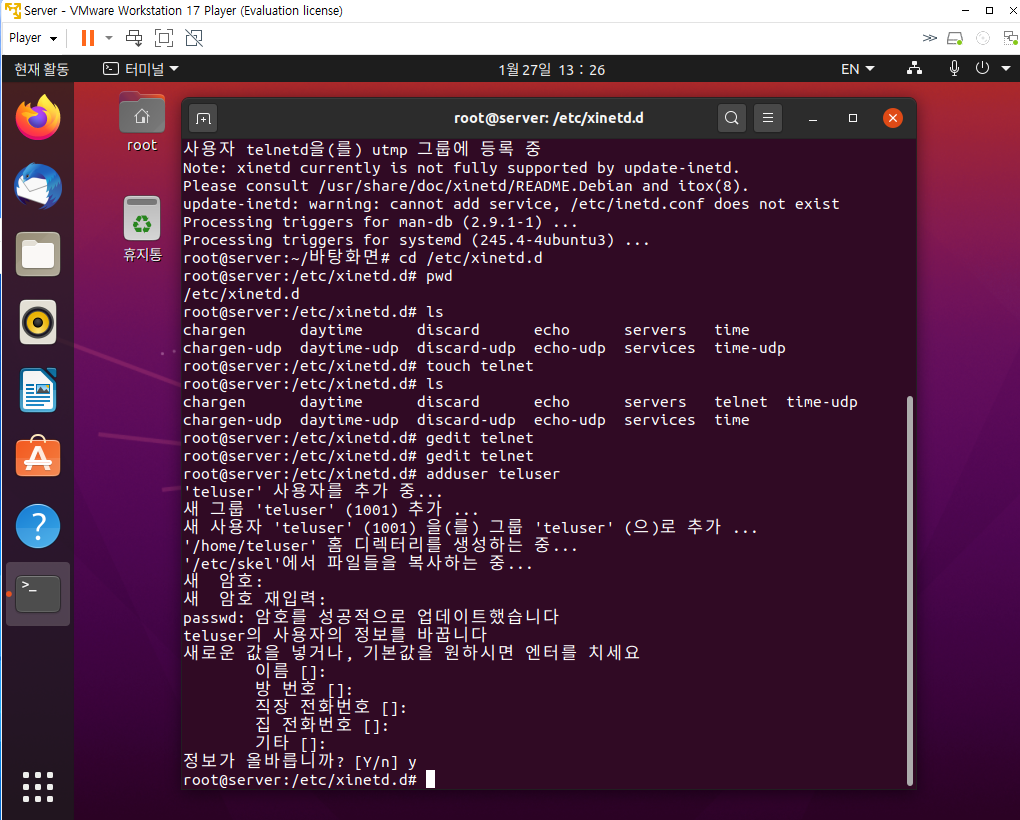 Server - VMware Workstation 17 Player (Evaluation license)
Player
현재 활동
터미널
1월 27일 13 : 26
EN
root
휴지통
root@server: /etc/xinetd.d
사용자 telnetd을(를) utmp 그룹에 등록 중
Note: xinetd currently is not fully supported by update-inetd.
Please consult /usr/share/doc/xinetd/README.Debian and itox(8).
update-inetd: warning: cannot add service, /etc/inetd.conf does not exist
Processing triggers for man-db (2.9.1-1) ...
Processing triggers for systemd (245.4-4ubuntu3) ...
root@server:~/바탕화면# cd /etc/xinetd.d
root@server:/etc/xinetd.d# pwd
/etc/xinetd.d
root@server:/etc/xinetd.d# ls
chargen      daytime      discard      echo      servers   time
chargen-udp  daytime-udp  discard-udp  echo-udp  services  time-udp
root@server:/etc/xinetd.d# touch telnet
root@server:/etc/xinetd.d# ls
chargen      daytime      discard      echo      servers   telnet  time-udp
chargen-udp  daytime-udp  discard-udp  echo-udp  services  time
root@server:/etc/xinetd.d# gedit telnet
root@server:/etc/xinetd.d# gedit telnet
root@server:/etc/xinetd.d# adduser teluser
'teluser' 사용자를 추가 중...
새 그룹 'teluser' (1001) 추가 ...
새 사용자 'teluser' (1001) 을(를) 그룹 'teluser' (으)로 추가 ...
'/home/teluser' 홈 디렉터리를 생성하는 중...
'/etc/skel'에서 파일들을 복사하는 중...
새  암호:
새  암호 재입력:
passwd: 암호를 성공적으로 업데이트했습니다
teluser의 사용자의 정보를 바꿉니다
새로운 값을 넣거나, 기본값을 원하시면 엔터를 치세요
이름 []:
방 번호 []:
직장 전화번호 []:
집 전화번호 []:
기타 []:
정보가 올바릅니까? [Y/n] y
root@server:/etc/xinetd.d#